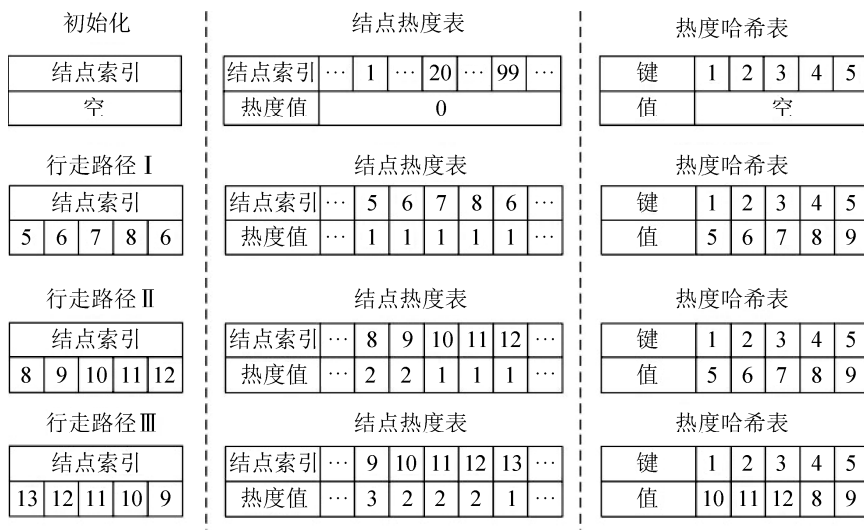 初始化 结点热度表 热度哈希表
结点索引 结点索引 … 1 … 20 … 99 … 键 1 2 3 4 5
空 热度值 0 值 空
行走路径Ⅰ 结点热度表 热度哈希表
结点索引 结点索引 … 5 6 7 8 6 … 键 1 2 3 4 5
5 6 7 8 6 热度值 … 1 1 1 1 1 … 值 5 6 7 8 9
行走路径Ⅱ 结点热度表 热度哈希表
结点索引 结点索引 … 8 9 10 11 12 … 键 1 2 3 4 5
8 9 10 11 12 热度值 … 2 2 1 1 1 … 值 5 6 7 8 9
行走路径Ⅲ 结点热度表 热度哈希表
结点索引 结点索引 … 9 10 11 12 13 … 键 1 2 3 4 5
13 12 11 10 9 热度值 … 3 2 2 2 1 … 值 10 11 12 8 9